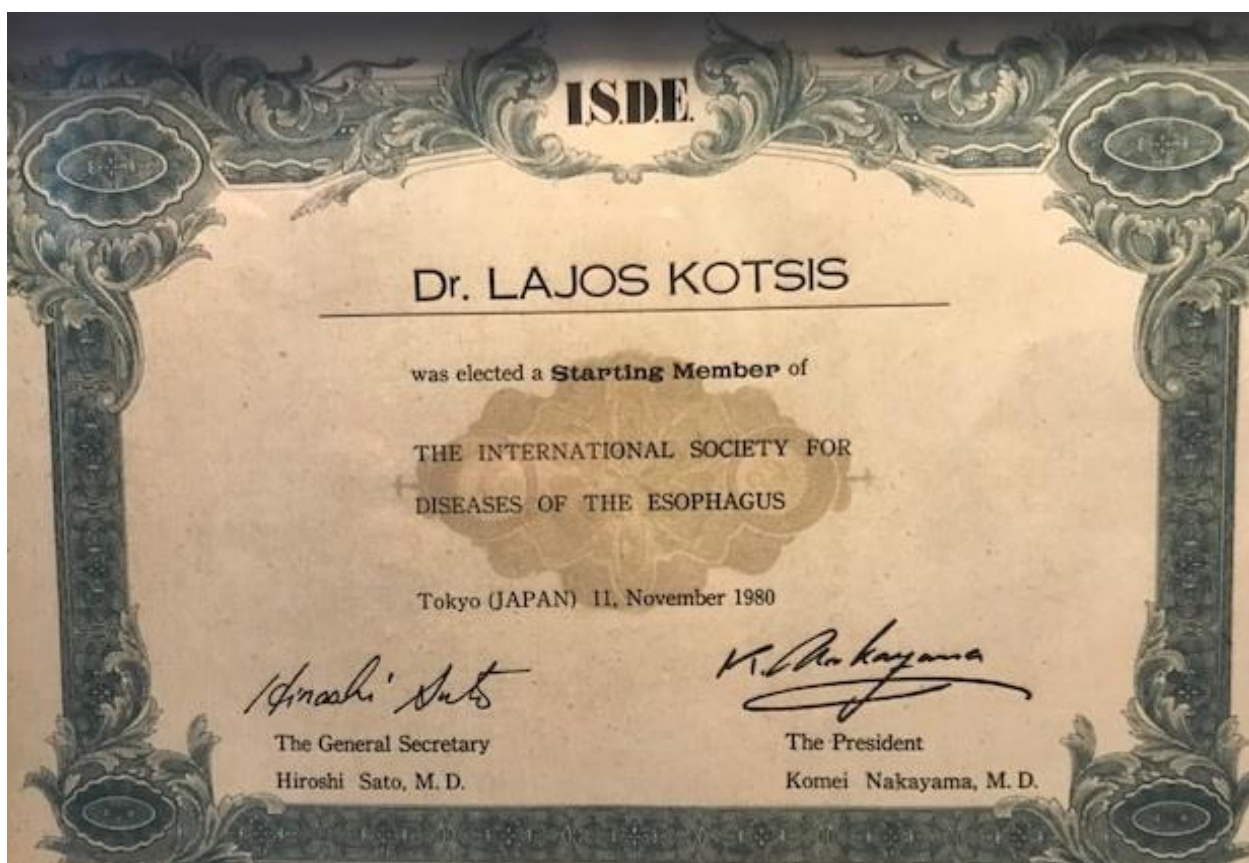 I.S.D.E.
Dr. LAJOS KOTSIS
was elected a Starting Member of
THE INTERNATIONAL SOCIETY FOR
DISEASES OF THE ESOPHAGUS
Tokyo (JAPAN) 11, November 1980
Hiroshi Sato K. Nakayama
The General Secretary The President
Hiroshi Sato, M. D. Komei Nakayama, M. D.